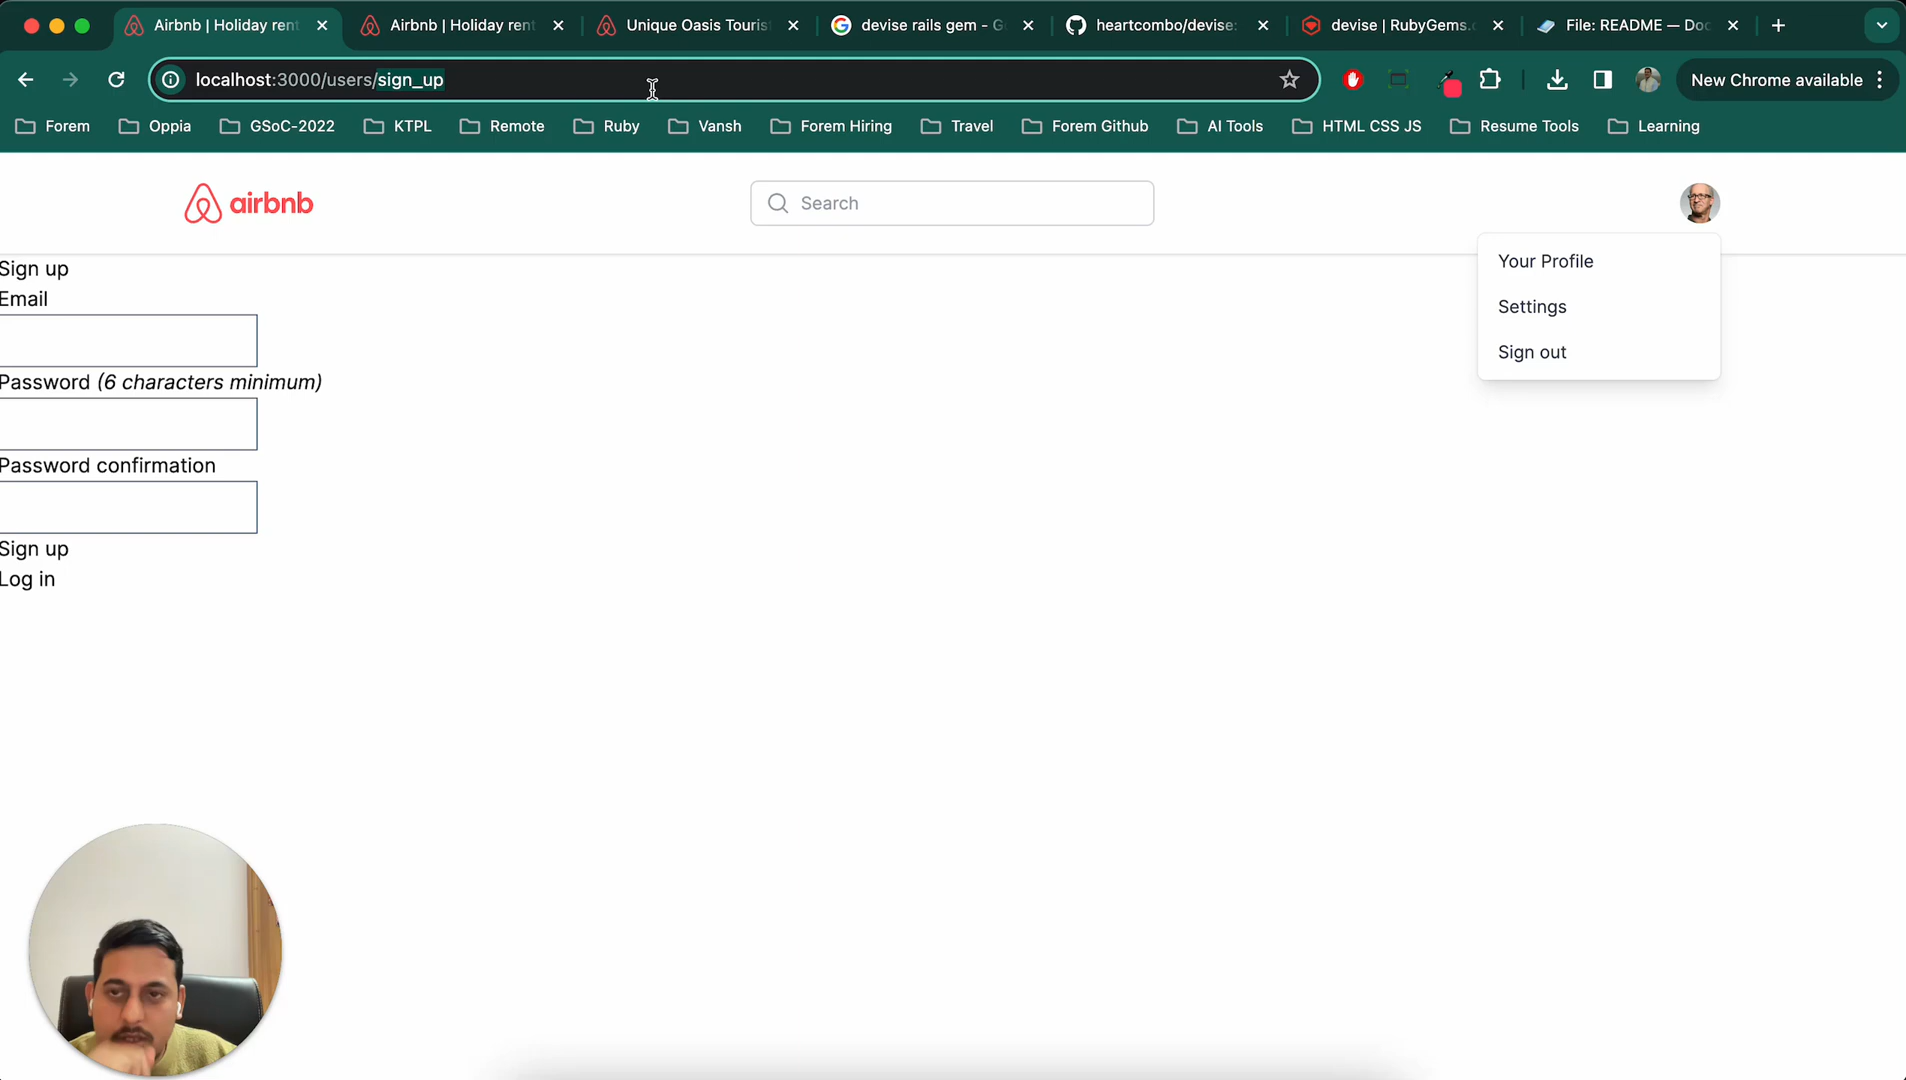 Airbnb | Holiday rent
Airbnb | Holiday rent
Unique Oasis Touris
devise rails gem - G
heartcombo/devise:
devise | RubyGems.
File: README — Doc
localhost:3000/users/sign_up
New Chrome available
Forem
Oppia
GSoC-2022
KTPL
Remote
Ruby
Vansh
Forem Hiring
Travel
Forem Github
AI Tools
HTML CSS JS
Resume Tools
Learning
airbnb
Search
Your Profile
Settings
Sign out
Sign up
Email
Password (6 characters minimum)
Password confirmation
Sign up
Log in